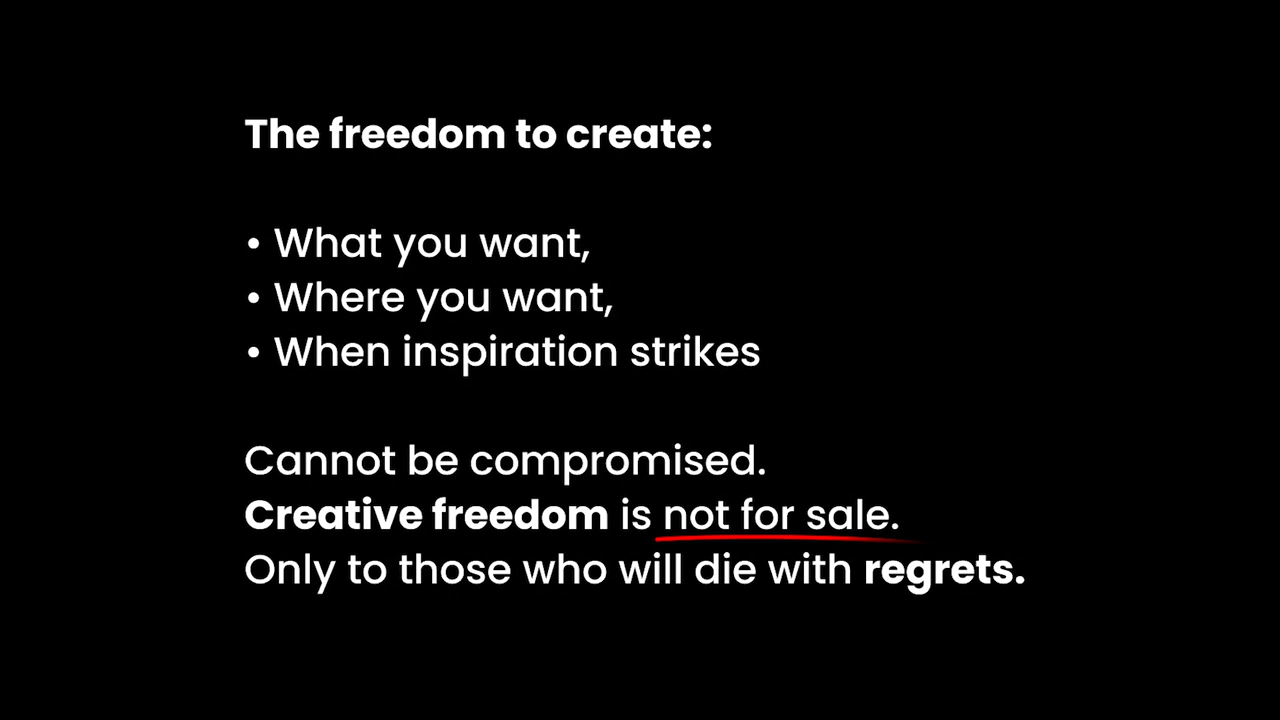 The freedom to create:
• What you want,
• Where you want,
• When inspiration strikes
Cannot be compromised.
Creative freedom is not for sale.
Only to those who will die with regrets.